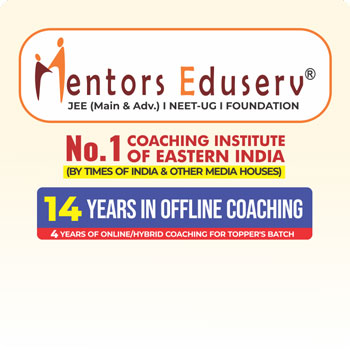 Mentors Eduserv®
JEE (Main & Adv.) I NEET-UG I FOUNDATION
No.1 COACHING INSTITUTE
OF EASTERN INDIA
(BY TIMES OF INDIA & OTHER MEDIA HOUSES)
14 YEARS IN OFFLINE COACHING
4 YEARS OF ONLINE/HYBRID COACHING FOR TOPPER'S BATCH